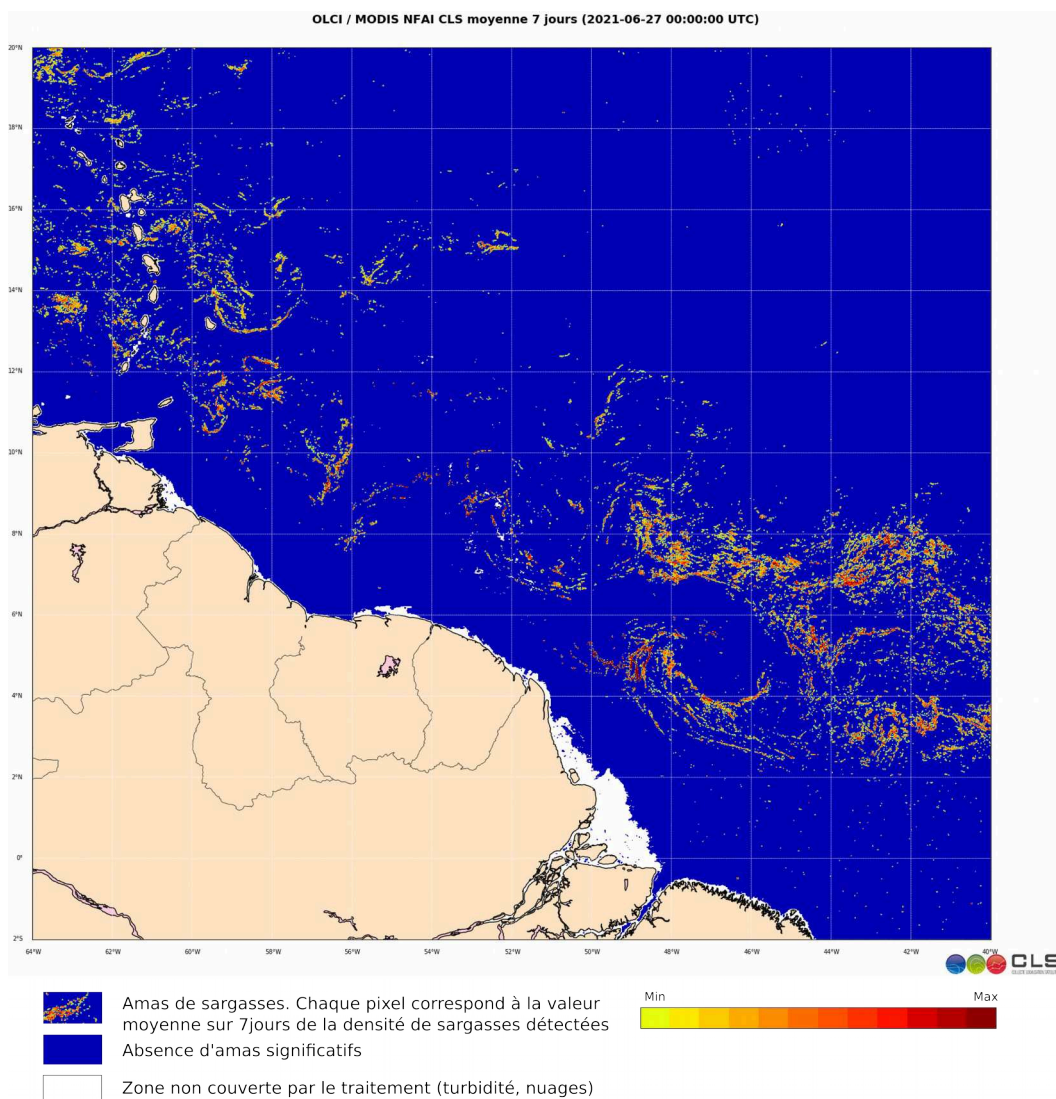 OLCI / MODIS NFAI CLS moyenne 7 jours (2021-06-27 00:00:00 UTC)
20°N
18°N
16°N
14°N
12°N
10°N
8°N
6°N
4°N
2°N
0°
2°S
64°W 62°W 60°W 58°W 56°W 54°W 52°W 50°W 48°W 46°W 44°W 42°W 40°W
CLS
Min Max
Amas de sargasses. Chaque pixel correspond à la valeur
moyenne sur 7jours de la densité de sargasses détectées
Absence d'amas significatifs
Zone non couverte par le traitement (turbidité, nuages)